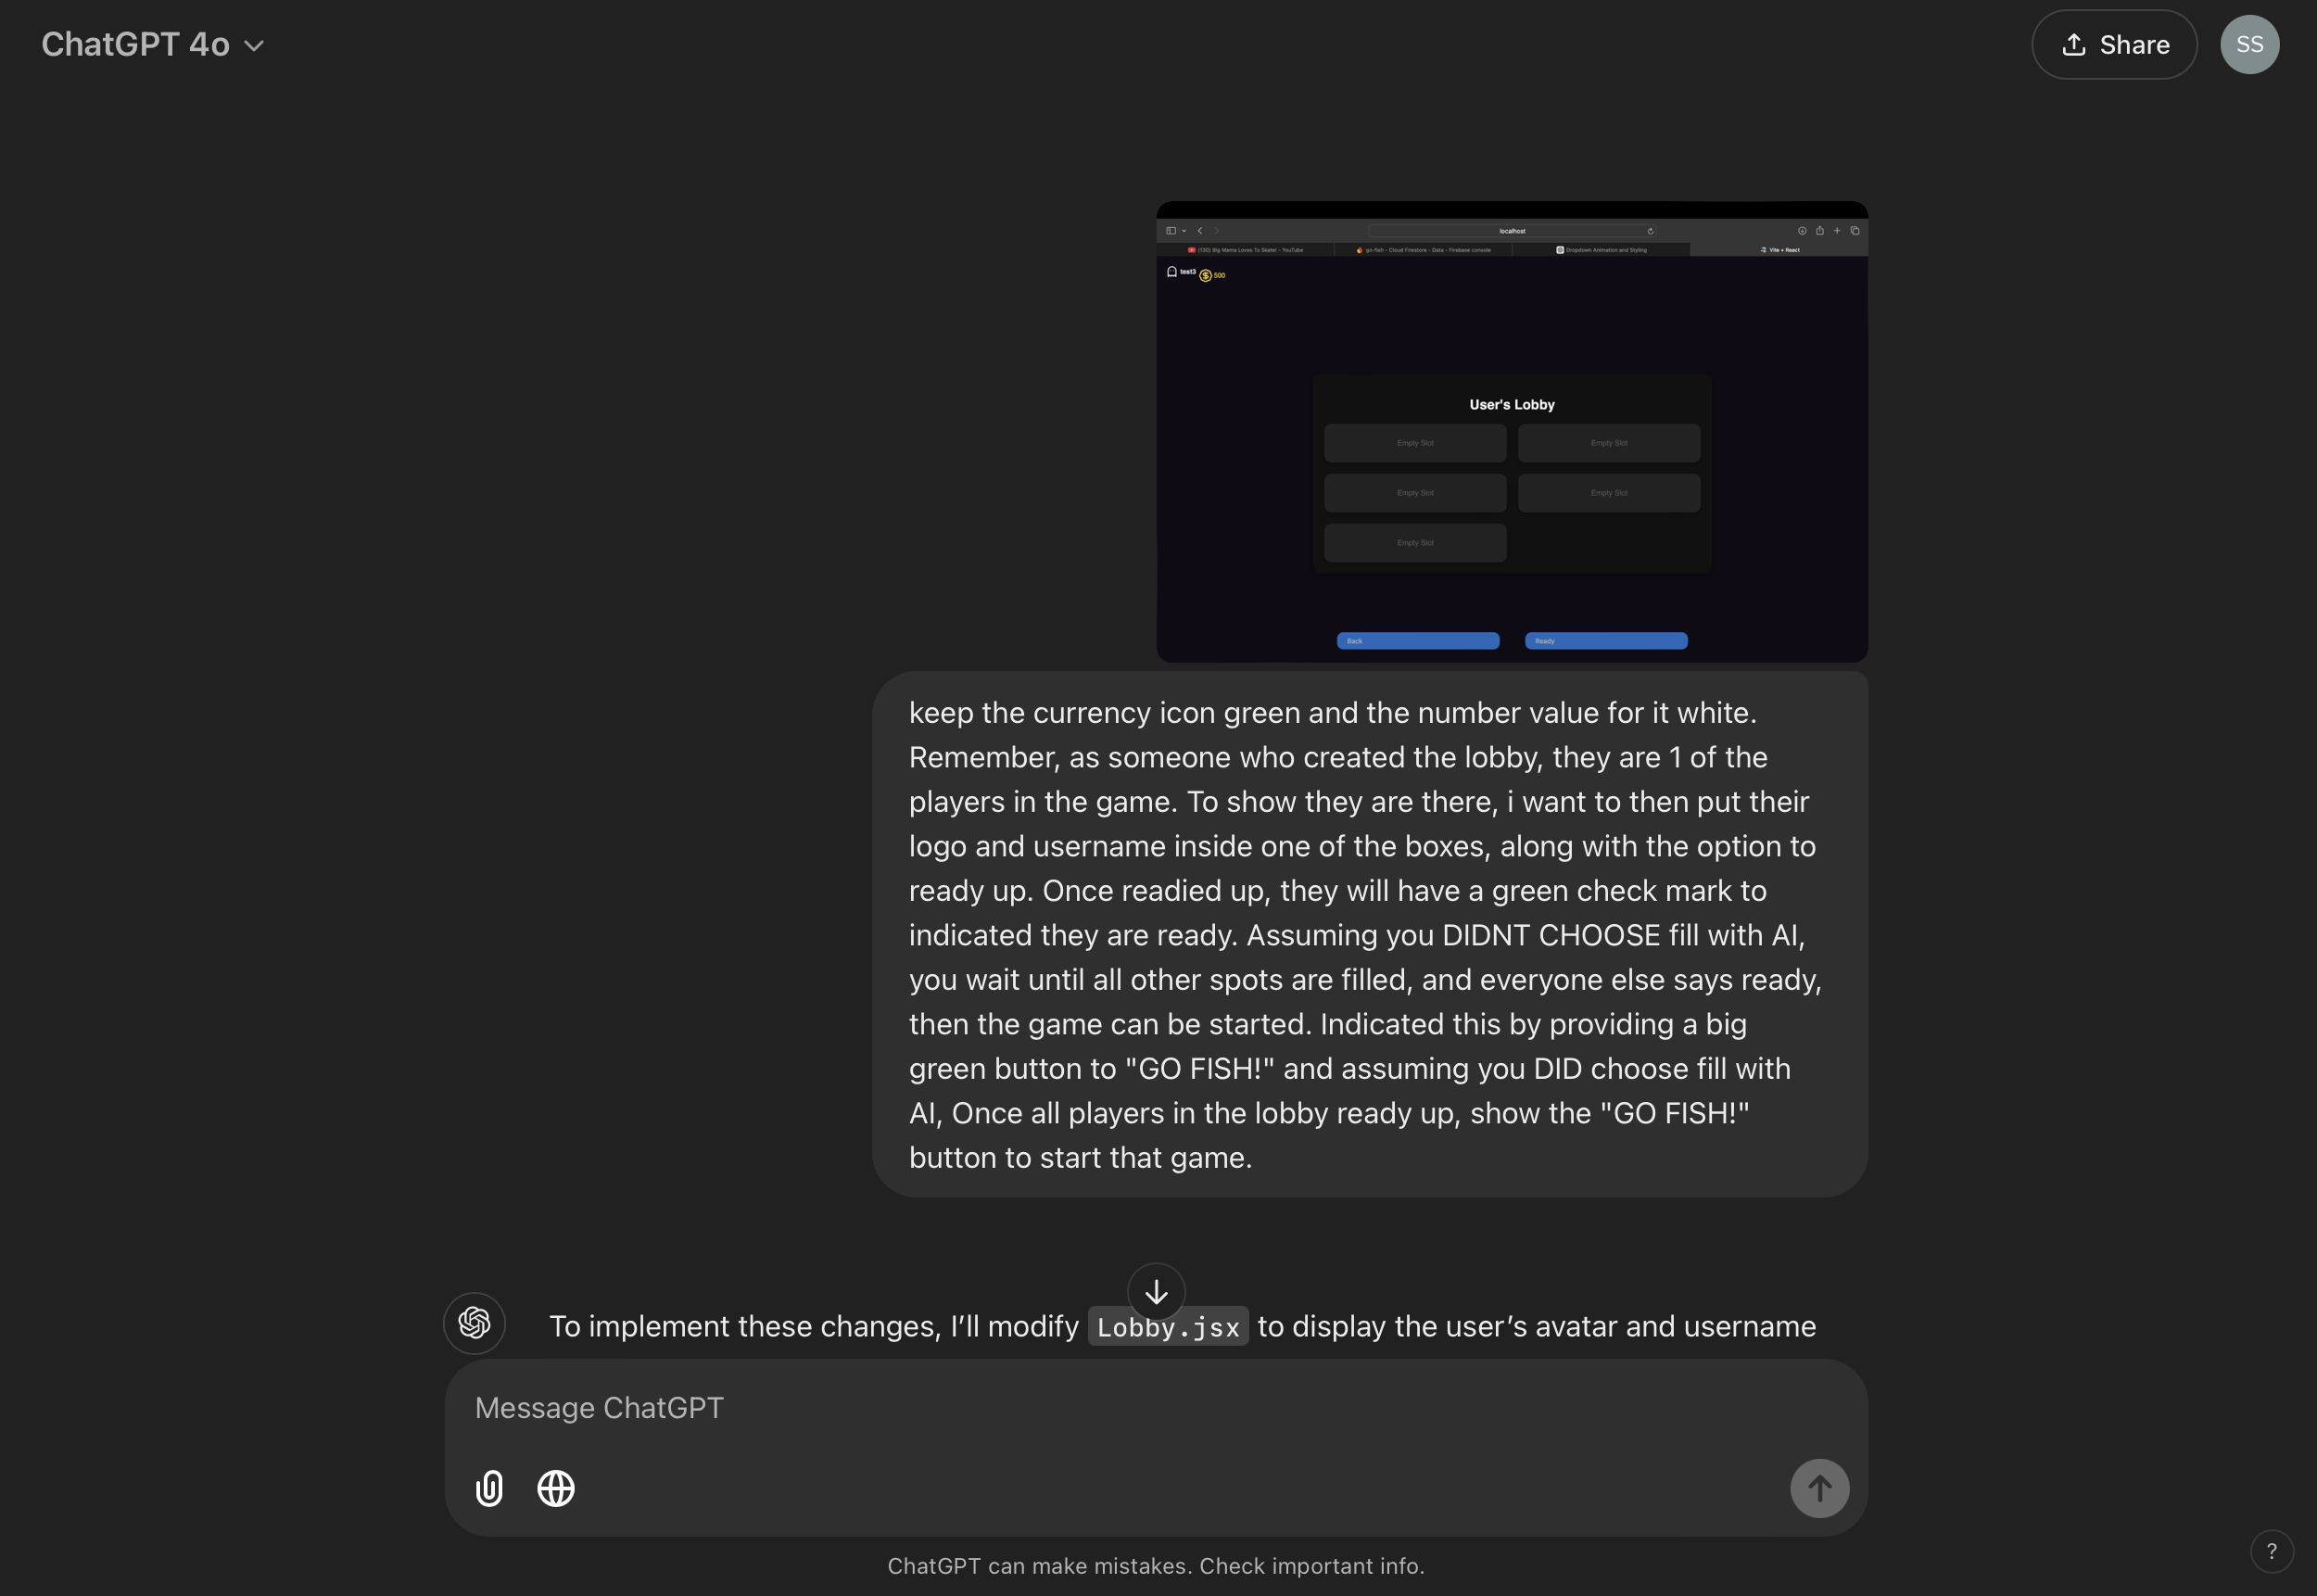 ChatGPT 4o
Share
SS
localhost
(130) Big Mama Loves To Skate! - YouTube
go-fish - Cloud Firestore - Data - Firebase console
Dropdown Animation and Styling
Vite + React
test3
500
User's Lobby
Empty Slot
Empty Slot
Empty Slot
Empty Slot
Empty Slot
Back
Ready
keep the currency icon green and the number value for it white.
Remember, as someone who created the lobby, they are 1 of the
players in the game. To show they are there, i want to then put their
logo and username inside one of the boxes, along with the option to
ready up. Once readied up, they will have a green check mark to
indicated they are ready. Assuming you DIDNT CHOOSE fill with AI,
you wait until all other spots are filled, and everyone else says ready,
then the game can be started. Indicated this by providing a big
green button to "GO FISH!" and assuming you DID choose fill with
AI, Once all players in the lobby ready up, show the "GO FISH!"
button to start that game.
To implement these changes, I’ll modify Lobby.jsx to display the user’s avatar and username
Message ChatGPT
ChatGPT can make mistakes. Check important info.
?